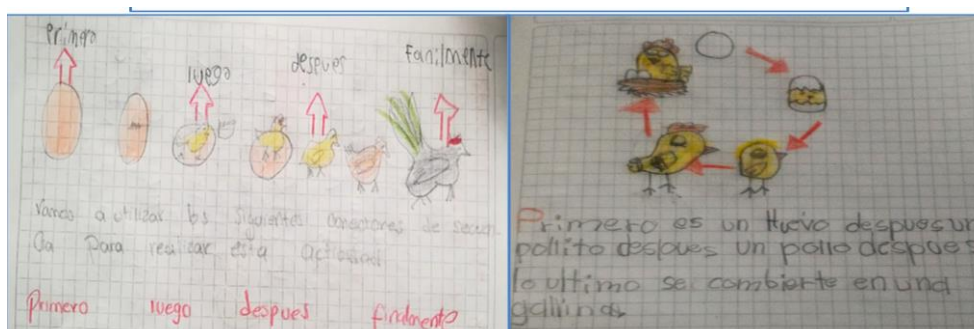 Primero
luego
despues
Fanilmente
Vamos a utilizar los siguientes conectores de secuen
cia para realizar esta actividad
Primero luego despues finalmente
Primero es un Huevo despues un
pollito despues un pollo despues
lo ultimo se combierte en una
gallina